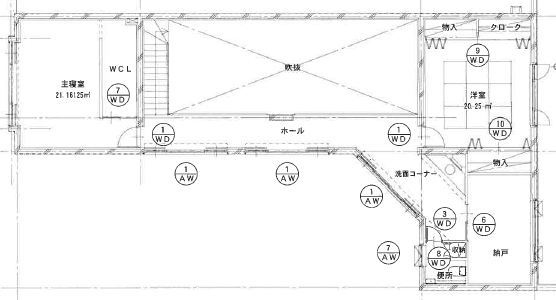 物入
クローク
ＷＣＬ
吹抜
9
WD
主寝室
21.1625㎡
7
WD
洋室
20.25㎡
1
WD
ホール
1
WD
10
WD
物入
1
AW
1
AW
洗面コーナー
1
AW
3
WD
6
WD
7
AW
収納
8
WD
納戸
便所